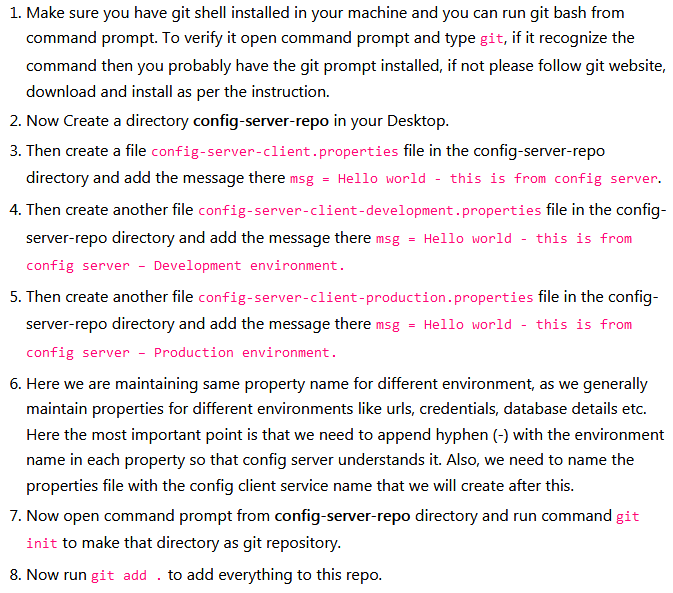 1. Make sure you have git shell installed in your machine and you can run git bash from
command prompt. To verify it open command prompt and type git, if it recognize the
command then you probably have the git prompt installed, if not please follow git website,
download and install as per the instruction.
2. Now Create a directory config-server-repo in your Desktop.
3. Then create a file config-server-client.properties file in the config-server-repo
directory and add the message there msg = Hello world - this is from config server.
4. Then create another file config-server-client-development.properties file in the config-
server-repo directory and add the message there msg = Hello world - this is from
config server – Development environment.
5. Then create another file config-server-client-production.properties file in the config-
server-repo directory and add the message there msg = Hello world - this is from
config server – Production environment.
6. Here we are maintaining same property name for different environment, as we generally
maintain properties for different environments like urls, credentials, database details etc.
Here the most important point is that we need to append hyphen (-) with the environment
name in each property so that config server understands it. Also, we need to name the
properties file with the config client service name that we will create after this.
7. Now open command prompt from config-server-repo directory and run command git
init to make that directory as git repository.
8. Now run git add . to add everything to this repo.